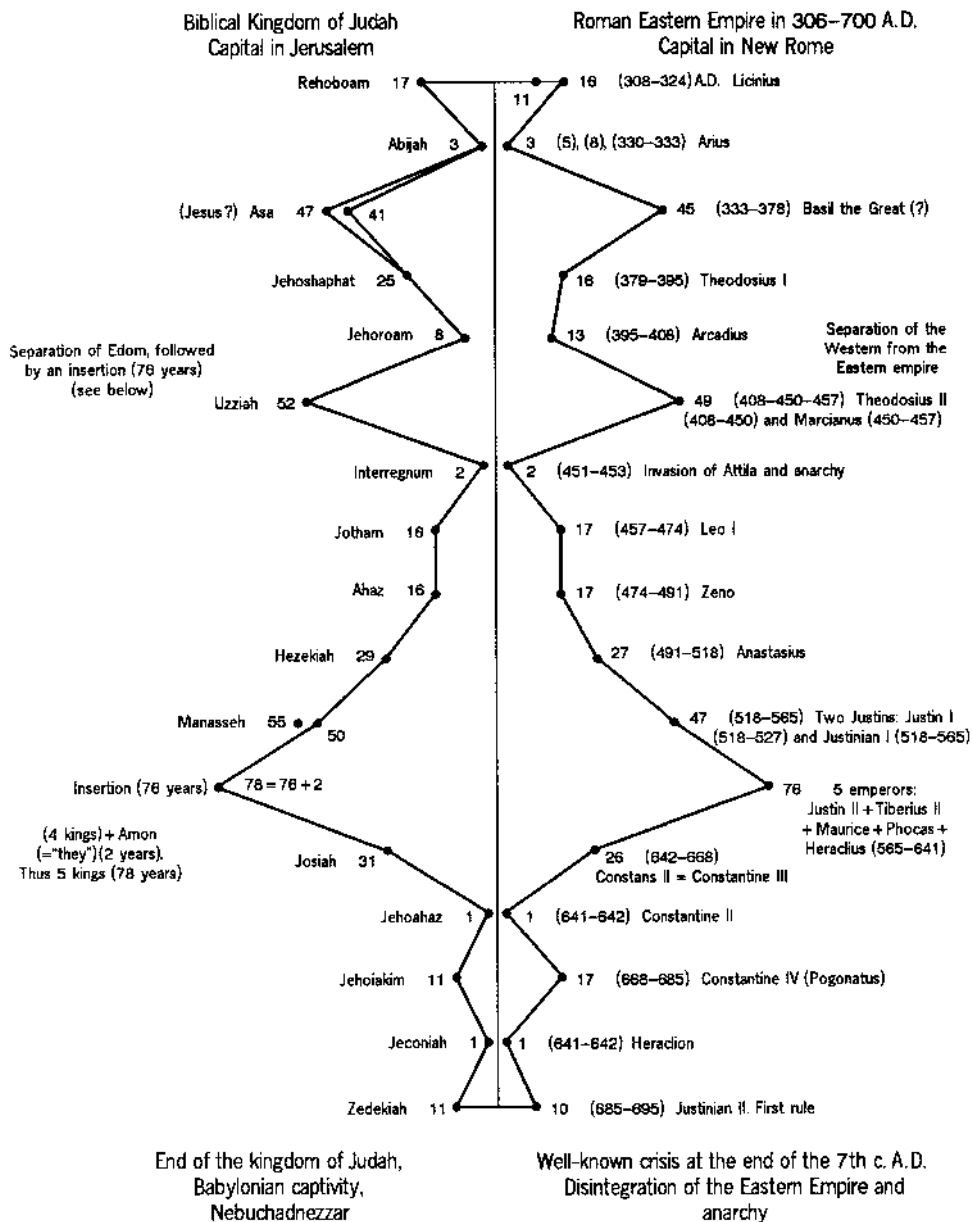 Biblical Kingdom of Judah
Capital in Jerusalem
Roman Eastern Empire in 306–700 A.D.
Capital in New Rome
Rehoboam 17
11
16 (308–324) A.D. Licinius
Abijah 3
3 (5), (8), (330–333) Arius
(Jesus?) Asa 47
41
45 (333–378) Basil the Great (?)
Jehoshaphat 25
16 (379–395) Theodosius I
Jehoroam 8
13 (395–408) Arcadius
Separation of Edom, followed
by an insertion (76 years)
(see below)
Separation of the
Western from the
Eastern empire
Uzziah 52
49 (408–450–457) Theodosius II
(408–450) and Marcianus (450–457)
Interregnum 2
2 (451–453) Invasion of Attila and anarchy
Jotham 16
17 (457–474) Leo I
Ahaz 16
17 (474–491) Zeno
Hezekiah 29
27 (491–518) Anastasius
Manasseh 55
50
47 (518–565) Two Justins: Justin I
(518–527) and Justinian I (518–565)
Insertion (76 years)
78 = 76 + 2
76 5 emperors:
Justin II + Tiberius II
+ Maurice + Phocas +
Heraclius (565–641)
(4 kings) + Amon
(="they") (2 years).
Thus 5 kings (78 years)
Josiah 31
26 (642–668)
Constans II = Constantine III
Jehoahaz 1
1 (641–642) Constantine II
Jehoiakim 11
17 (668–685) Constantine IV (Pogonatus)
Jeconiah 1
1 (641–642) Heraclion
Zedekiah 11
10 (685–695) Justinian II. First rule
End of the kingdom of Judah,
Babylonian captivity,
Nebuchadnezzar
Well-known crisis at the end of the 7th c. A.D.
Disintegration of the Eastern Empire and
anarchy